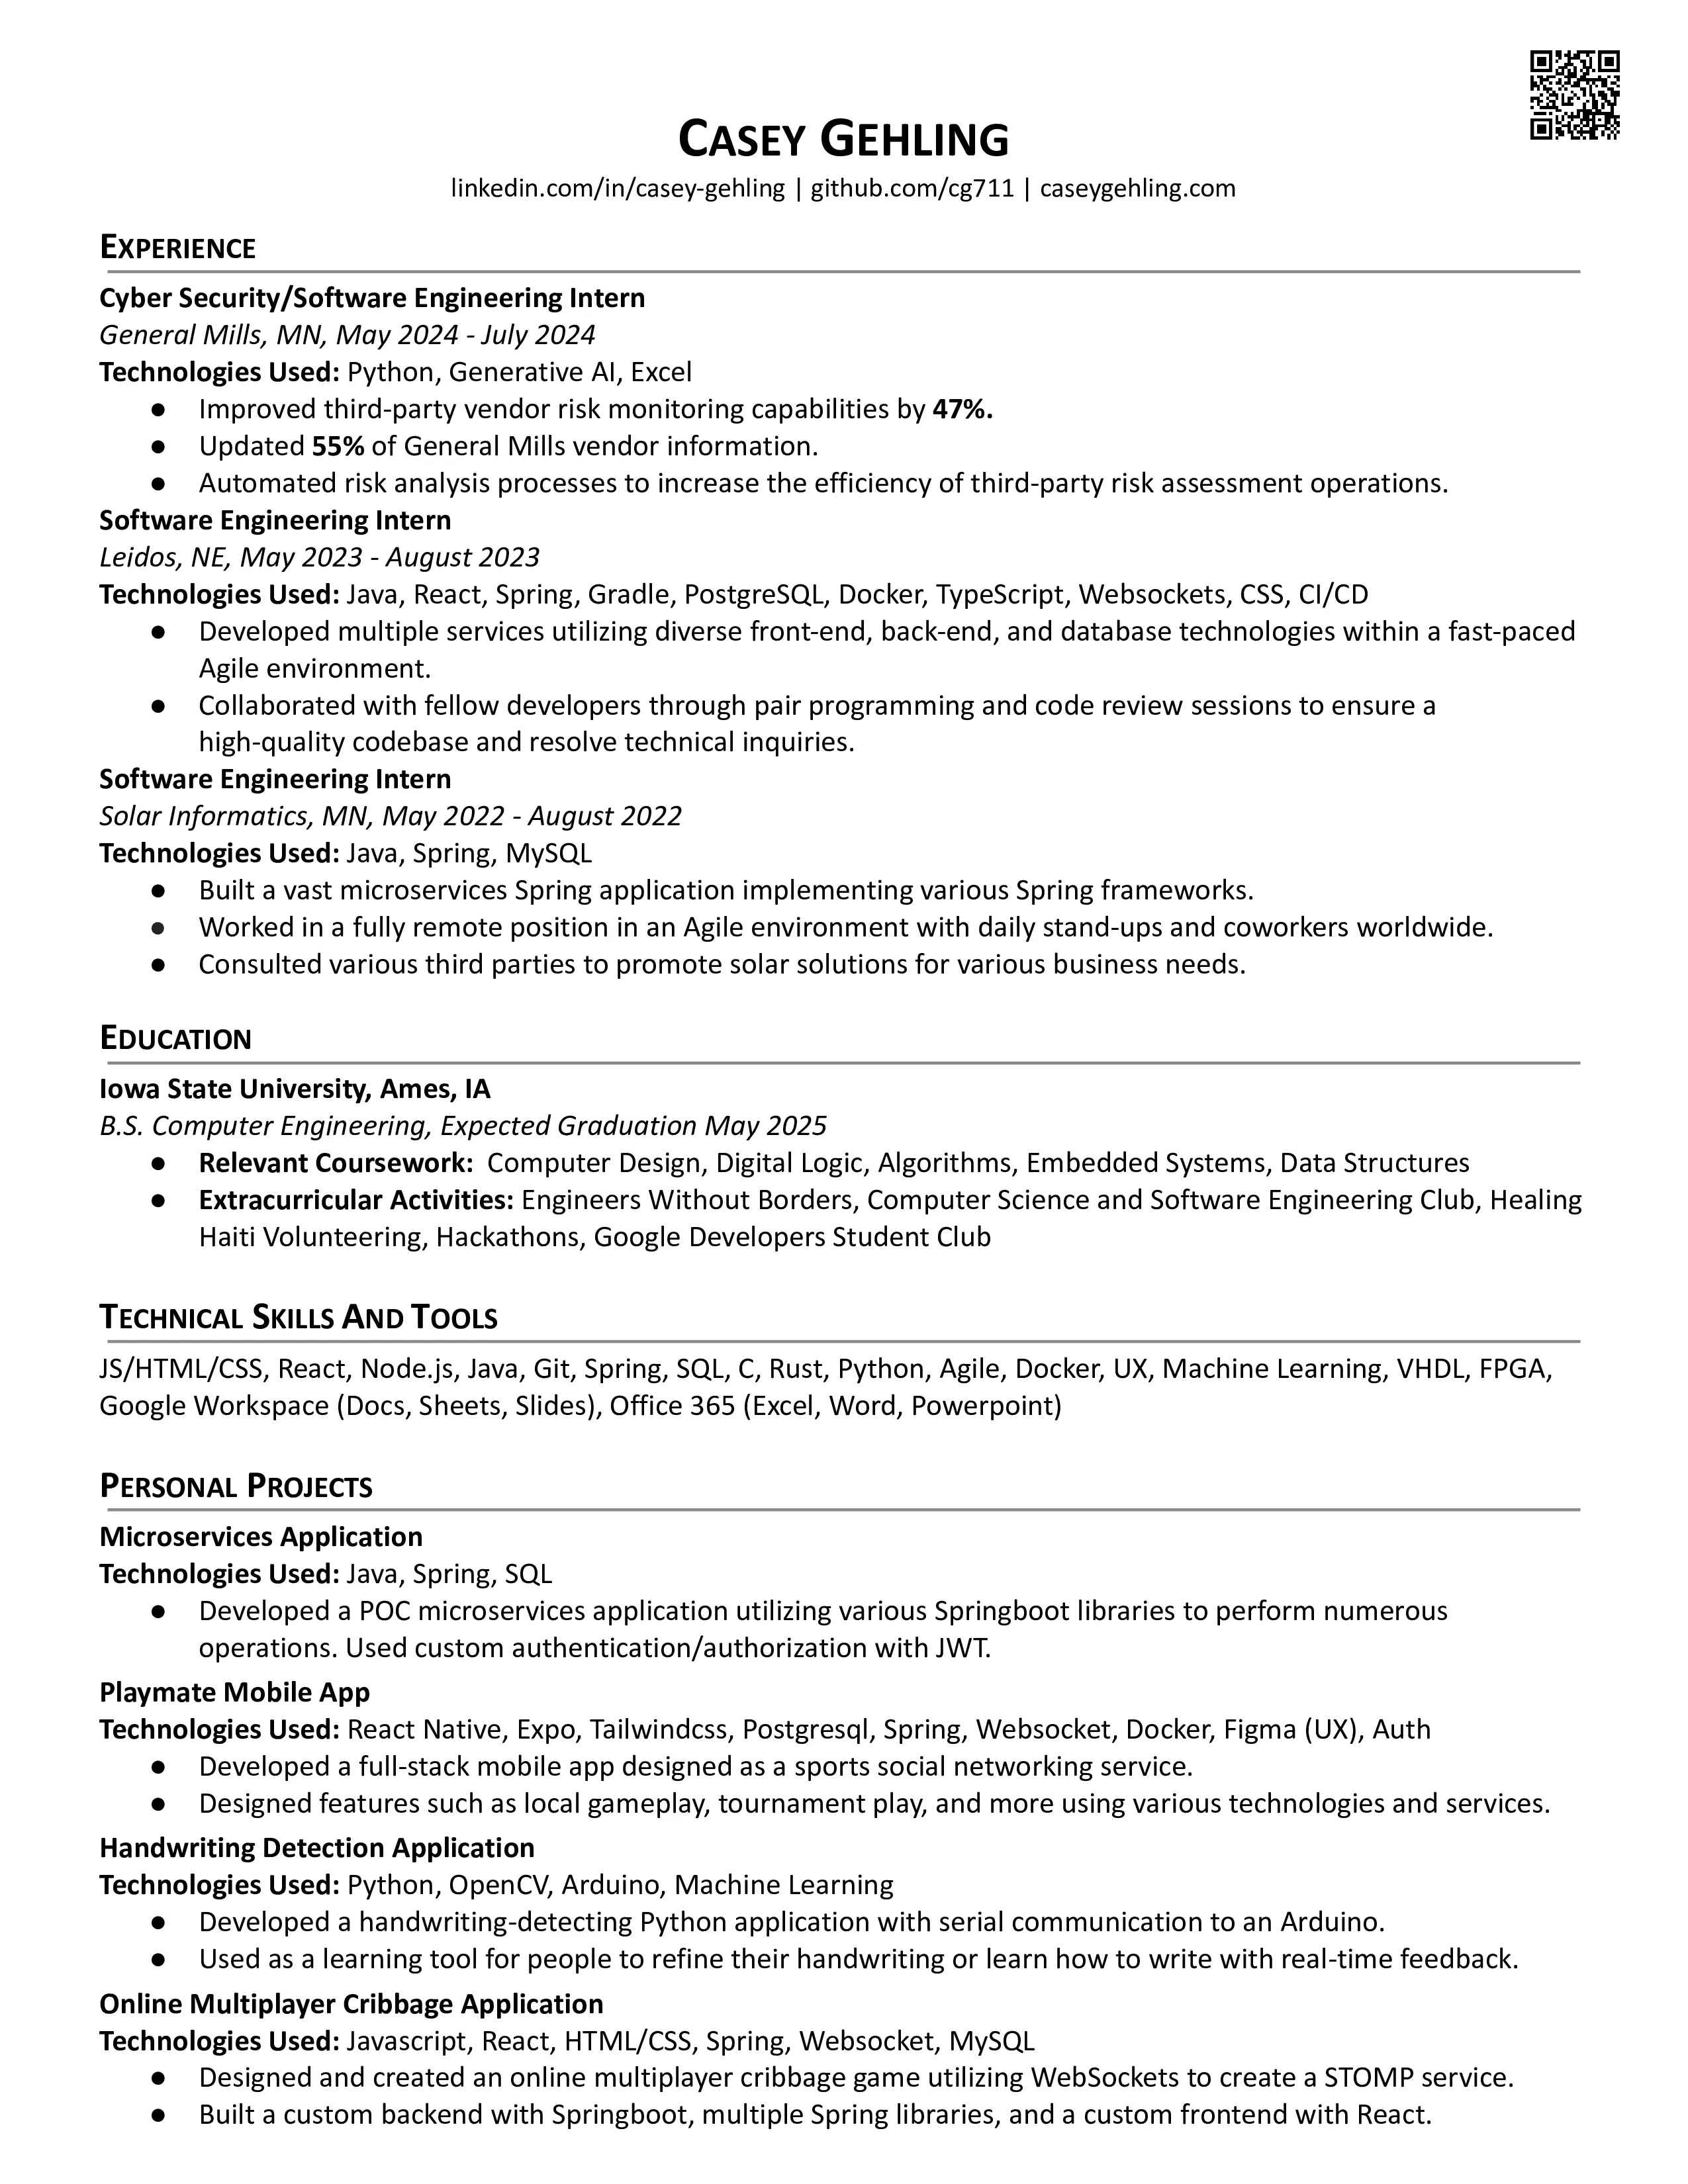 CASEY GEHLING
linkedin.com/in/casey-gehling | github.com/cg711 | caseygehling.com
EXPERIENCE
Cyber Security/Software Engineering Intern
General Mills, MN, May 2024 - July 2024
Technologies Used: Python, Generative AI, Excel
● Improved third-party vendor risk monitoring capabilities by 47%.
● Updated 55% of General Mills vendor information.
● Automated risk analysis processes to increase the efficiency of third-party risk assessment operations.
Software Engineering Intern
Leidos, NE, May 2023 - August 2023
Technologies Used: Java, React, Spring, Gradle, PostgreSQL, Docker, TypeScript, Websockets, CSS, CI/CD
● Developed multiple services utilizing diverse front-end, back-end, and database technologies within a fast-paced
Agile environment.
● Collaborated with fellow developers through pair programming and code review sessions to ensure a
high-quality codebase and resolve technical inquiries.
Software Engineering Intern
Solar Informatics, MN, May 2022 - August 2022
Technologies Used: Java, Spring, MySQL
● Built a vast microservices Spring application implementing various Spring frameworks.
● Worked in a fully remote position in an Agile environment with daily stand-ups and coworkers worldwide.
● Consulted various third parties to promote solar solutions for various business needs.
EDUCATION
Iowa State University, Ames, IA
B.S. Computer Engineering, Expected Graduation May 2025
● Relevant Coursework: Computer Design, Digital Logic, Algorithms, Embedded Systems, Data Structures
● Extracurricular Activities: Engineers Without Borders, Computer Science and Software Engineering Club, Healing
Haiti Volunteering, Hackathons, Google Developers Student Club
TECHNICAL SKILLS AND TOOLS
JS/HTML/CSS, React, Node.js, Java, Git, Spring, SQL, C, Rust, Python, Agile, Docker, UX, Machine Learning, VHDL, FPGA,
Google Workspace (Docs, Sheets, Slides), Office 365 (Excel, Word, Powerpoint)
PERSONAL PROJECTS
Microservices Application
Technologies Used: Java, Spring, SQL
● Developed a POC microservices application utilizing various Springboot libraries to perform numerous
operations. Used custom authentication/authorization with JWT.
Playmate Mobile App
Technologies Used: React Native, Expo, Tailwindcss, Postgresql, Spring, Websocket, Docker, Figma (UX), Auth
● Developed a full-stack mobile app designed as a sports social networking service.
● Designed features such as local gameplay, tournament play, and more using various technologies and services.
Handwriting Detection Application
Technologies Used: Python, OpenCV, Arduino, Machine Learning
● Developed a handwriting-detecting Python application with serial communication to an Arduino.
● Used as a learning tool for people to refine their handwriting or learn how to write with real-time feedback.
Online Multiplayer Cribbage Application
Technologies Used: Javascript, React, HTML/CSS, Spring, Websocket, MySQL
● Designed and created an online multiplayer cribbage game utilizing WebSockets to create a STOMP service.
● Built a custom backend with Springboot, multiple Spring libraries, and a custom frontend with React.